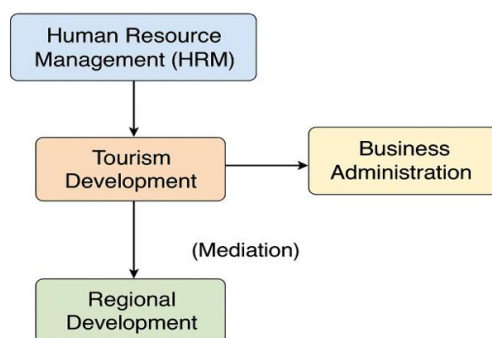 Human Resource
Management (HRM)
Tourism
Development
Business
Administration
(Mediation)
Regional
Development